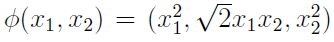 ϕ(x₁, x₂) = (x₁², √2x₁x₂, x₂²)